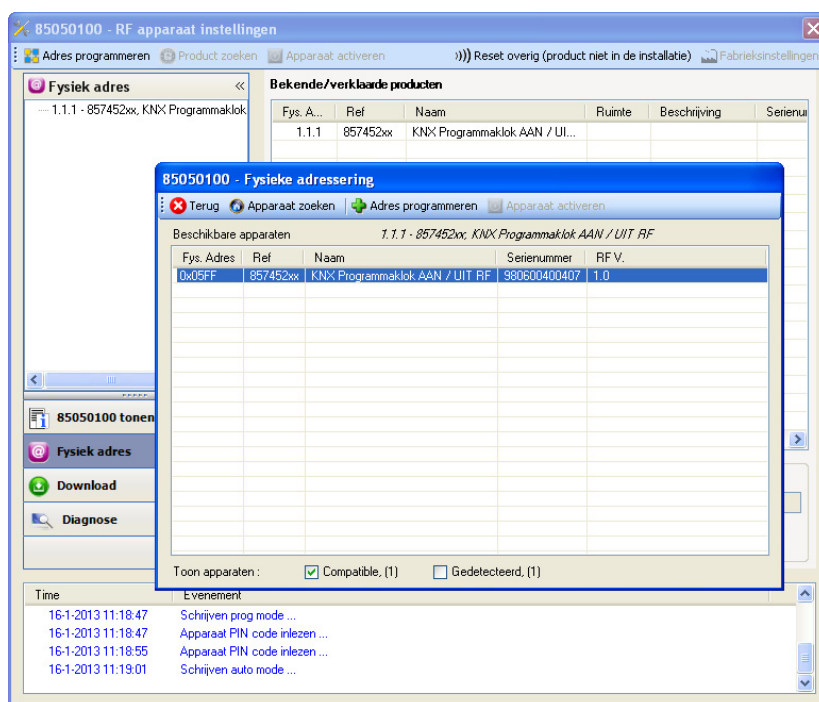 85050100 - RF apparaat instellingen
Adres programmeren Product zoeken Apparaat activeren Reset overig (product niet in de installatie) Fabrieksinstellingen
Fysiek adres
1.1.1 - 857452xx, KNX Programmaklok
Bekende/verklaarde producten
Fys. A... Ref Naam Ruimte Beschrijving Serienu
1.1.1 857452xx KNX Programmaklok AAN / UI...
85050100 - Fysieke adressering
Terug Apparaat zoeken Adres programmeren Apparaat activeren
Beschikbare apparaten 1.1.1 - 857452xx, KNX Programmaklok AAN / UIT RF
Fys. Adres Ref Naam Serienummer RF V.
0x05FF 857452xx KNX Programmaklok AAN / UIT RF 980600400407 1.0
Toon apparaten : Compatible, (1) Gedetecteerd, (1)
85050100 tonen
Fysiek adres
Download
Diagnose
Time Evenement
16-1-2013 11:18:47 Schrijven prog mode ...
16-1-2013 11:18:47 Apparaat PIN code inlezen ...
16-1-2013 11:18:55 Apparaat PIN code inlezen ...
16-1-2013 11:19:01 Schrijven auto mode ...